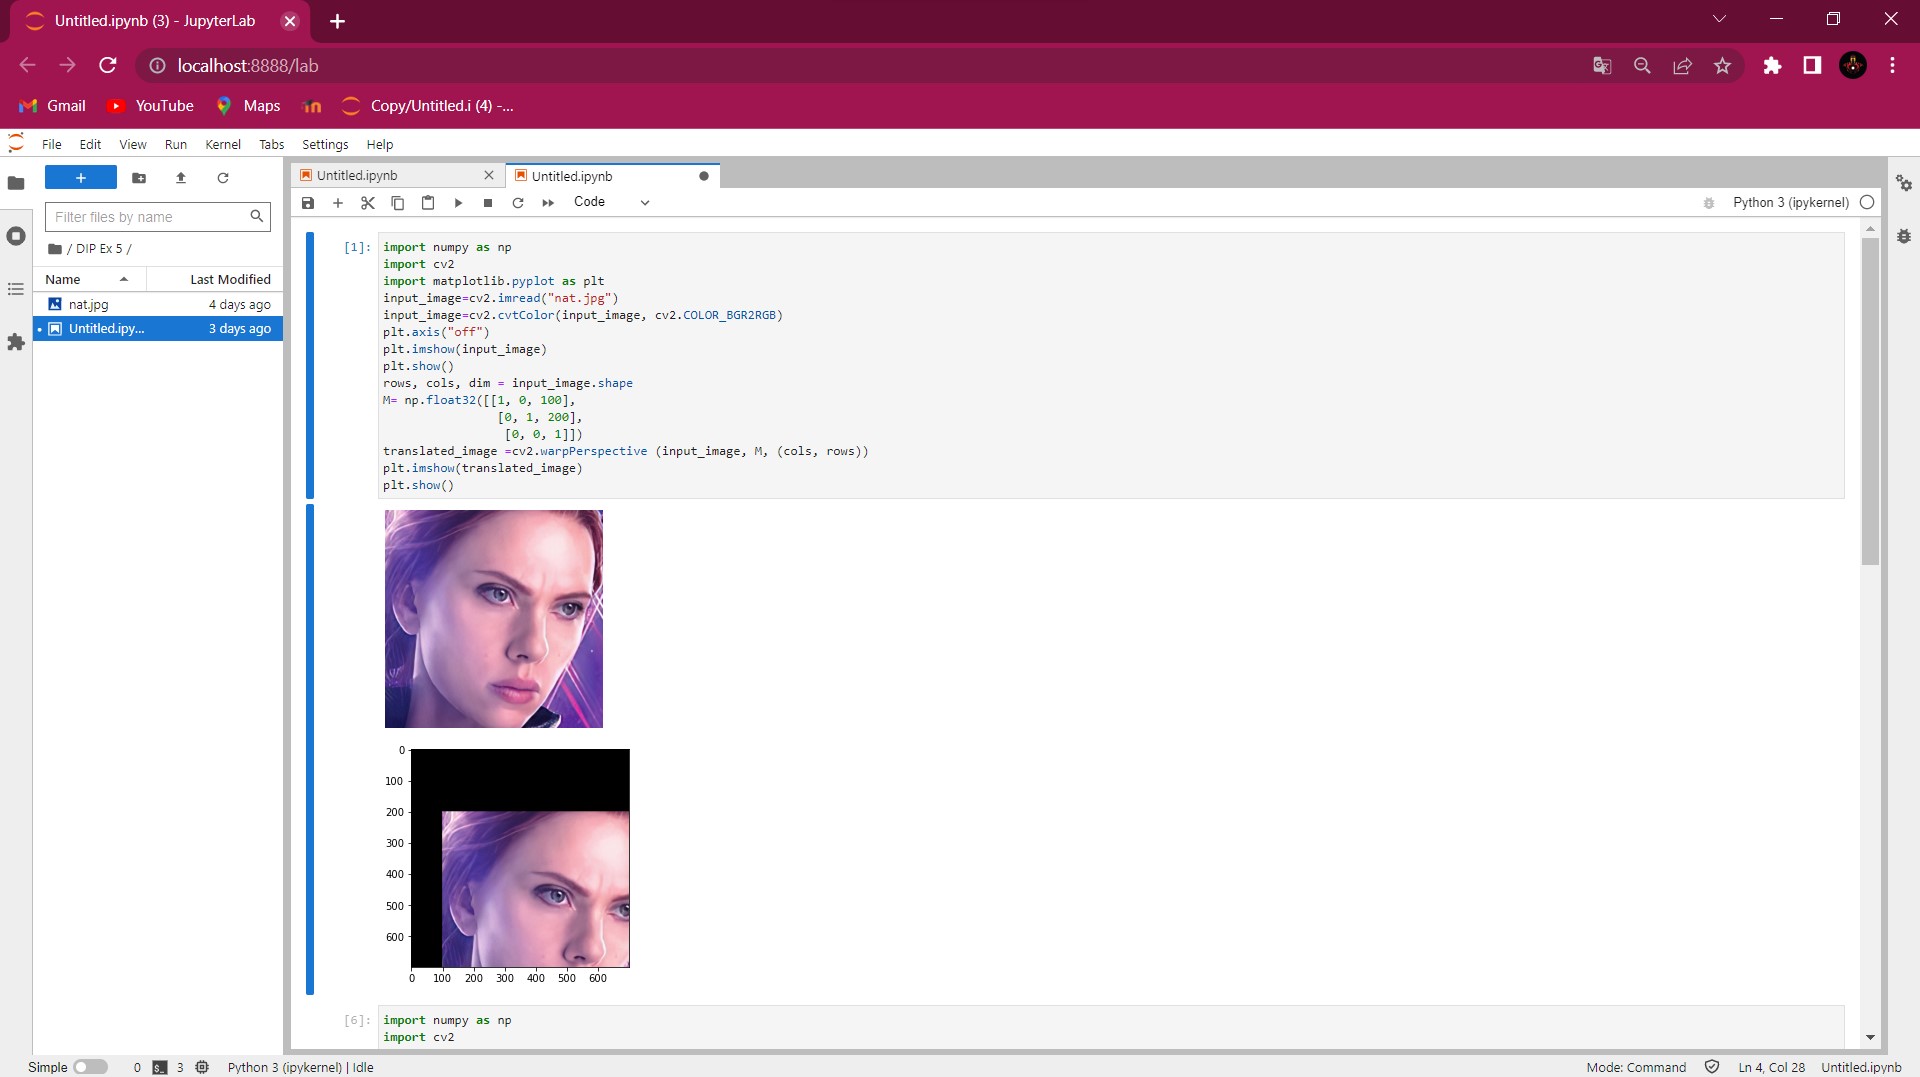 Untitled.ipynb (3) - JupyterLab
localhost:8888/lab
Gmail YouTube Maps in Copy/Untitled.i (4) -...
File Edit View Run Kernel Tabs Settings Help
+
Untitled.ipynb Untitled.ipynb
Filter files by name
Code
Python 3 (ipykernel)
/ DIP Ex 5 /
Name Last Modified
nat.jpg 4 days ago
Untitled.ipy... 3 days ago
[1]: import numpy as np
import cv2
import matplotlib.pyplot as plt
input_image=cv2.imread("nat.jpg")
input_image=cv2.cvtColor(input_image, cv2.COLOR_BGR2RGB)
plt.axis("off")
plt.imshow(input_image)
plt.show()
rows, cols, dim = input_image.shape
M= np.float32([[1, 0, 100],
[0, 1, 200],
[0, 0, 1]])
translated_image =cv2.warpPerspective (input_image, M, (cols, rows))
plt.imshow(translated_image)
plt.show()
0
100
200
300
400
500
600
0 100 200 300 400 500 600
[6]: import numpy as np
import cv2
Simple 0 3 Python 3 (ipykernel) | Idle Mode: Command Ln 4, Col 28 Untitled.ipynb